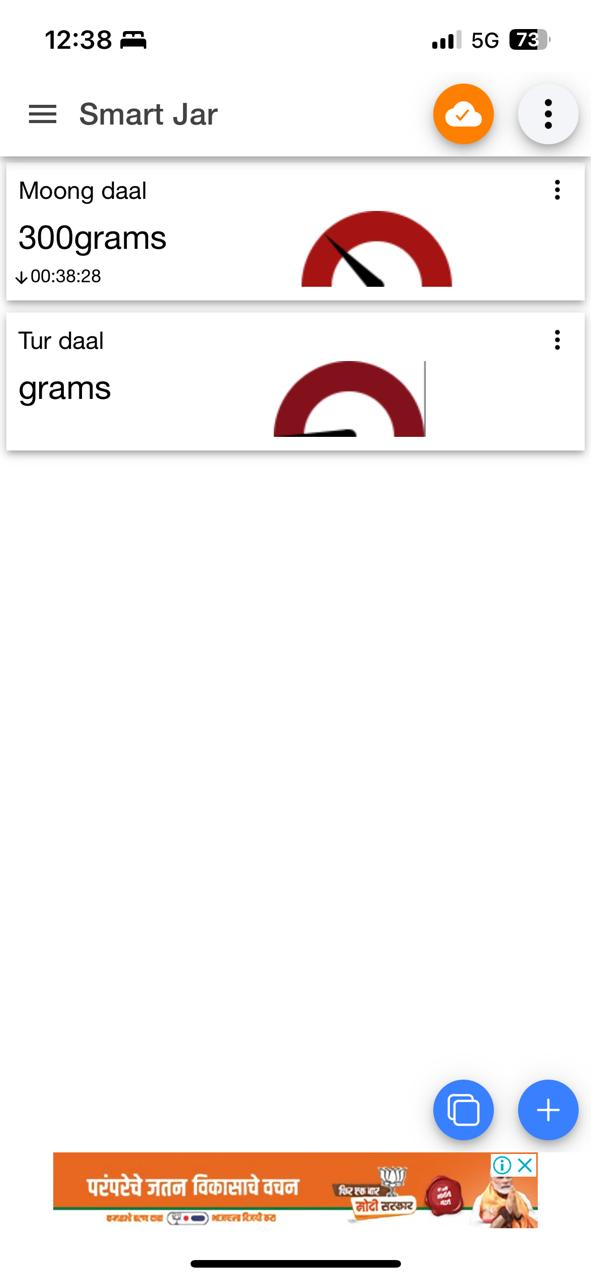 12:38
5G 73
Smart Jar
Moong daal
300grams
↓00:38:28
Tur daal
grams
परंपरेचे जतन विकासाचे वचन
फिर एक बार
मोदी सरकार